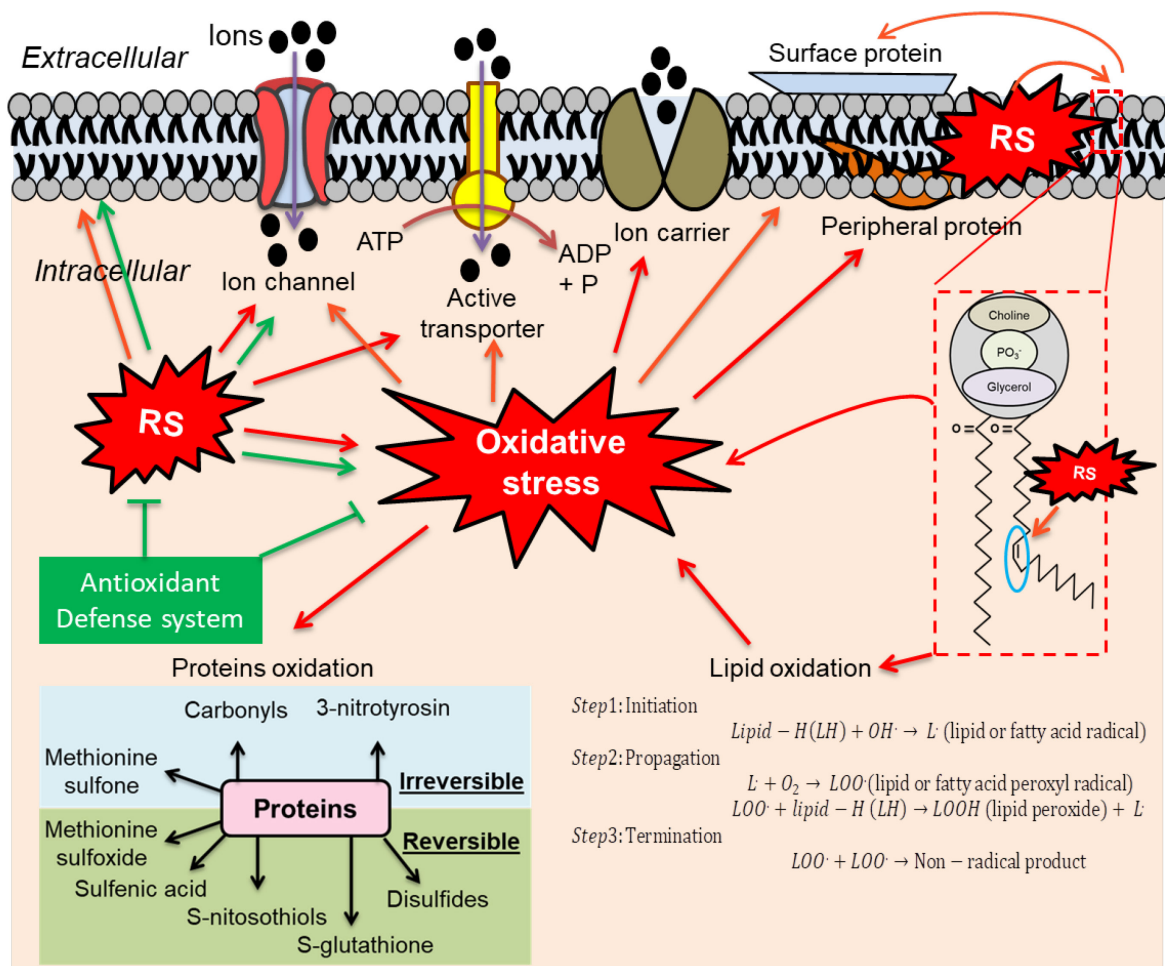 Ions
Extracellular
Surface protein
RS
ATP
ADP
+ P
Ion carrier
Peripheral protein
Intracellular
Ion channel
Active
transporter
Choline
PO3-
Glycerol
O
O
RS
RS
Oxidative
stress
Antioxidant
Defense system
Proteins oxidation
Lipid oxidation
Carbonyls
3-nitrotyrosin
Methionine
sulfone
Irreversible
Proteins
Methionine
sulfoxide
Reversible
Sulfenic acid
Disulfides
S-nitosothiols
S-glutathione
Step1: Initiation
Lipid – H(LH) + OH· → L· (lipid or fatty acid radical)
Step2: Propagation
L· + O₂ → LOO·(lipid or fatty acid peroxyl radical)
LOO· + lipid – H (LH) → LOOH (lipid peroxide) + L·
Step3: Termination
LOO· + LOO· → Non – radical product